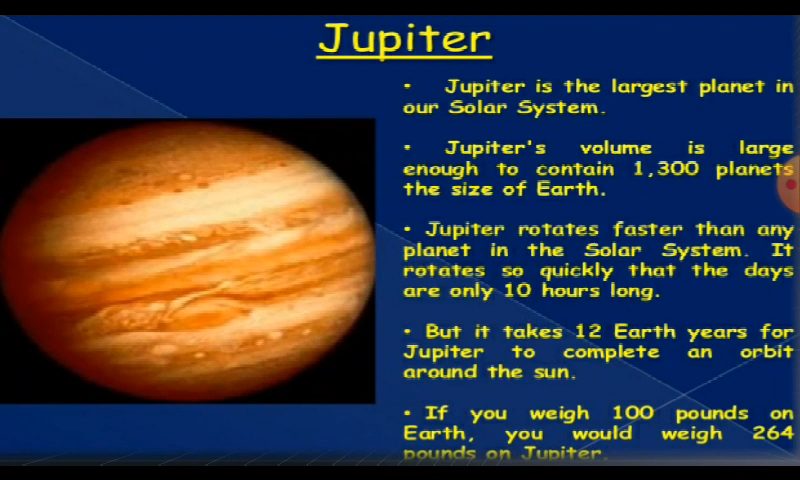 Jupiter
• Jupiter is the largest planet in
our Solar System.
• Jupiter's volume is large
enough to contain 1,300 planets
the size of Earth.
• Jupiter rotates faster than any
planet in the Solar System. It
rotates so quickly that the days
are only 10 hours long.
• But it takes 12 Earth years for
Jupiter to complete an orbit
around the sun.
• If you weigh 100 pounds on
Earth, you would weigh 264
pounds on Jupiter.